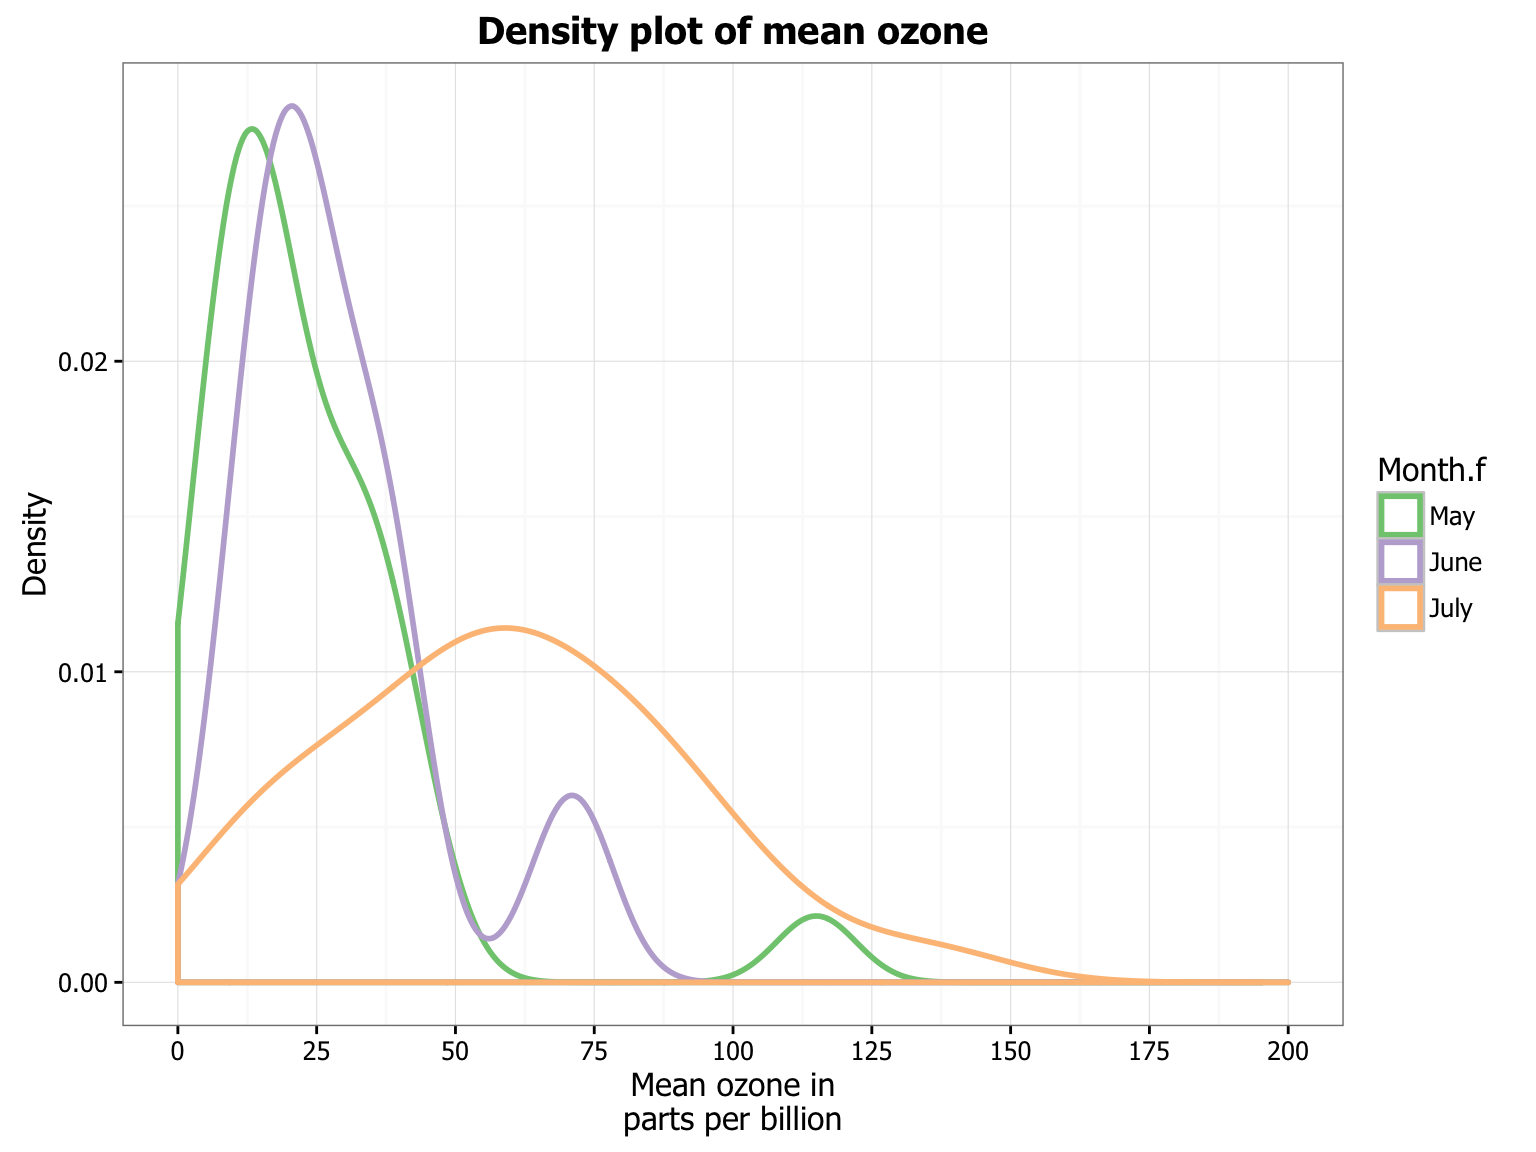 Density plot of mean ozone
Density
0.02
0.01
0.00
0 25 50 75 100 125 150 175 200
Mean ozone in
parts per billion
Month.f
May
June
July